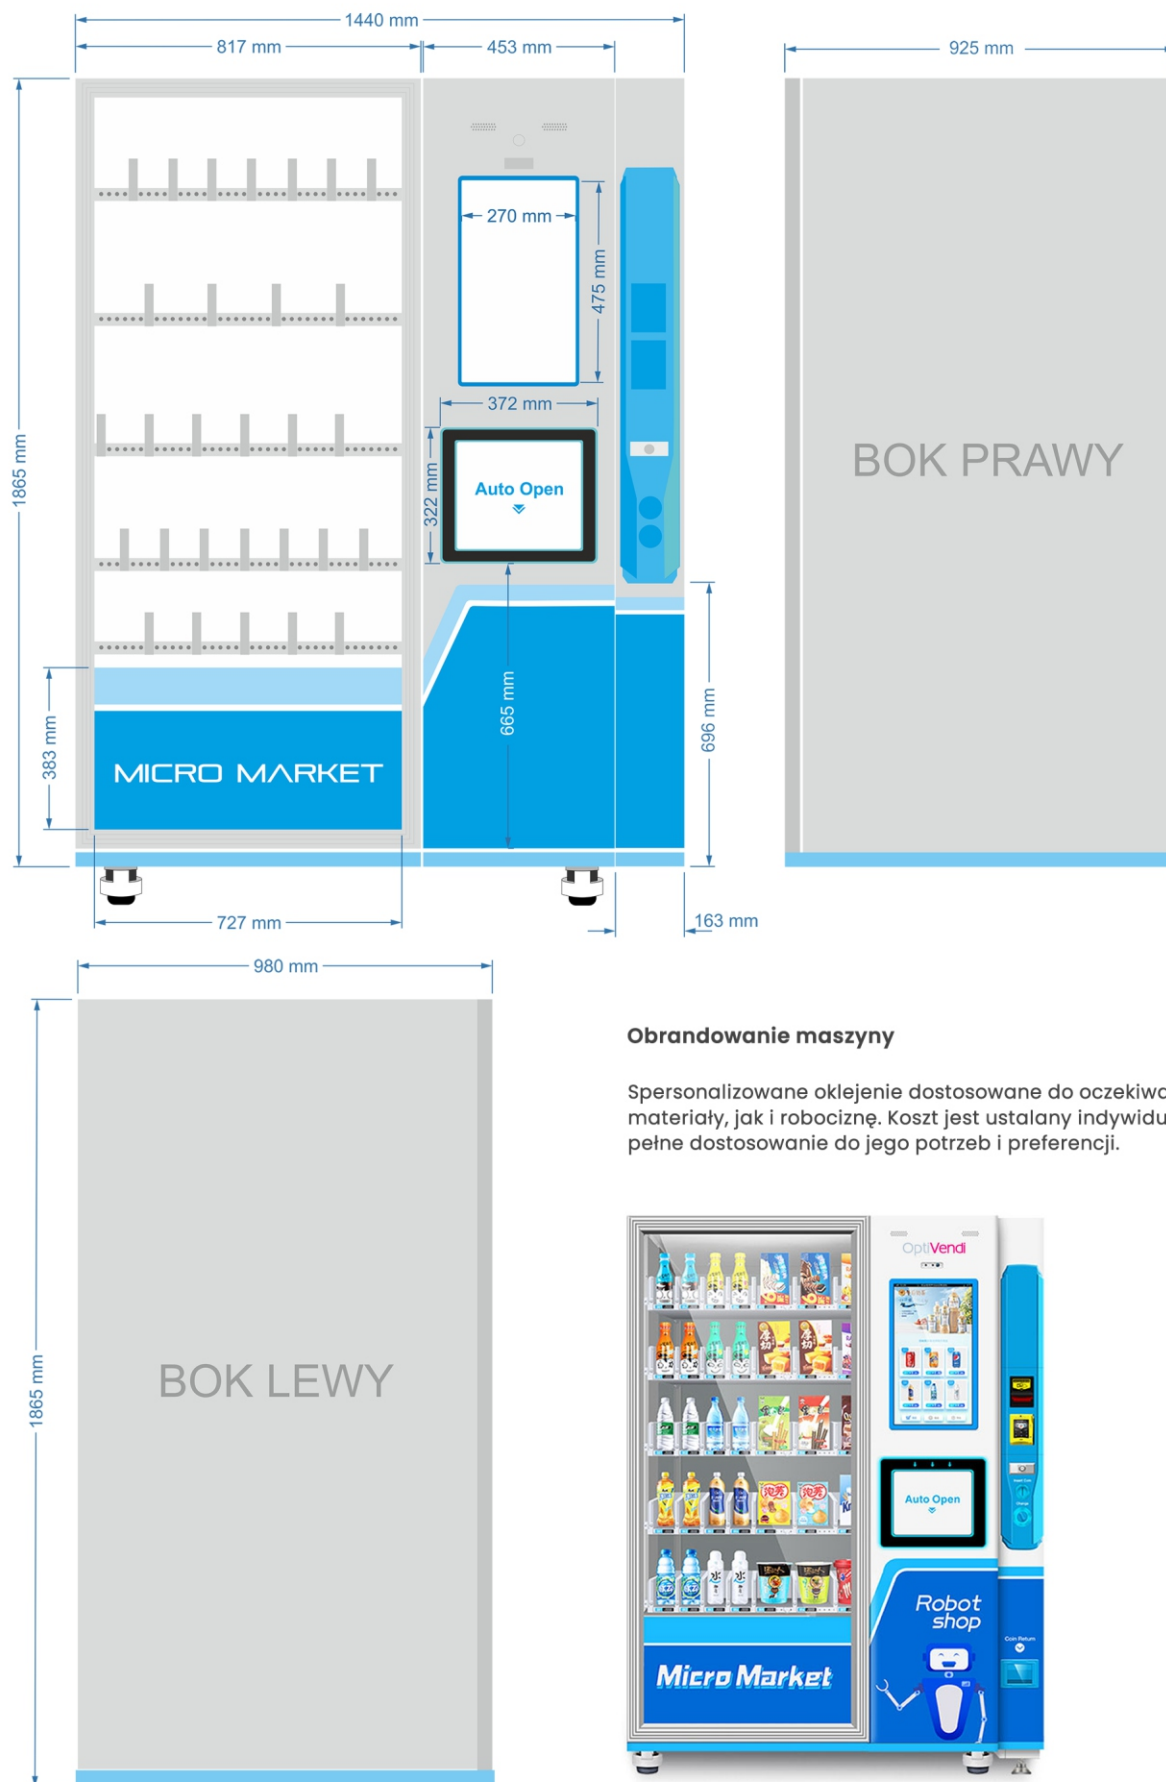 1440 mm
817 mm
453 mm
925 mm
270 mm
475 mm
372 mm
1865 mm
322 mm
Auto Open
BOK PRAWY
665 mm
696 mm
383 mm
MICRO MARKET
727 mm
163 mm
980 mm
1865 mm
BOK LEWY
Obrandowanie maszyny
Spersonalizowane oklejenie dostosowane do oczekiwa
materiały, jak i robociznę. Koszt jest ustalany indywidu
pełne dostosowanie do jego potrzeb i preferencji.
OptiVendi
Auto Open
Robot
shop
Coin Return
Micro Market